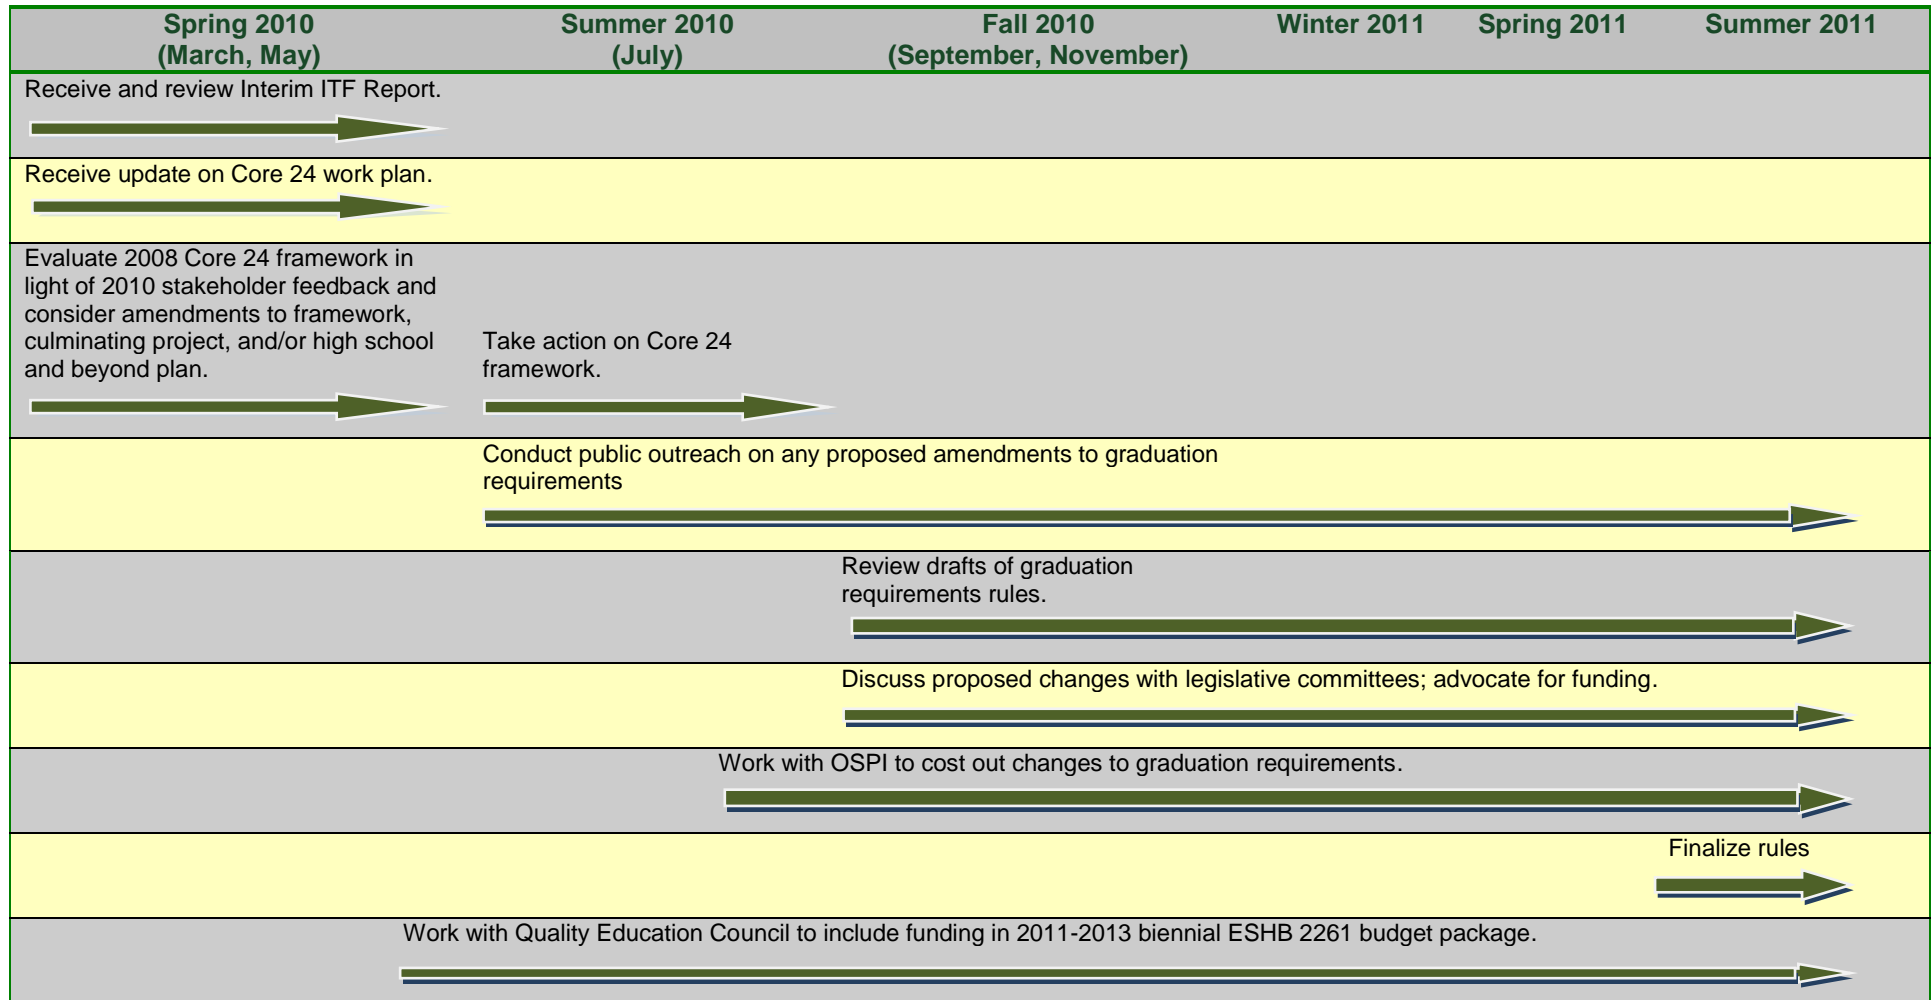 Spring 2010 Summer 2010 Fall 2010 Winter 2011 Spring 2011 Summer 2011
(March, May) (July) (September, November)
Receive and review Interim ITF Report.
Receive update on Core 24 work plan.
Evaluate 2008 Core 24 framework in
light of 2010 stakeholder feedback and
consider amendments to framework,
culminating project, and/or high school
and beyond plan.
Take action on Core 24
framework.
Conduct public outreach on any proposed amendments to graduation
requirements
Review drafts of graduation
requirements rules.
Discuss proposed changes with legislative committees; advocate for funding.
Work with OSPI to cost out changes to graduation requirements.
Finalize rules
Work with Quality Education Council to include funding in 2011-2013 biennial ESHB 2261 budget package.